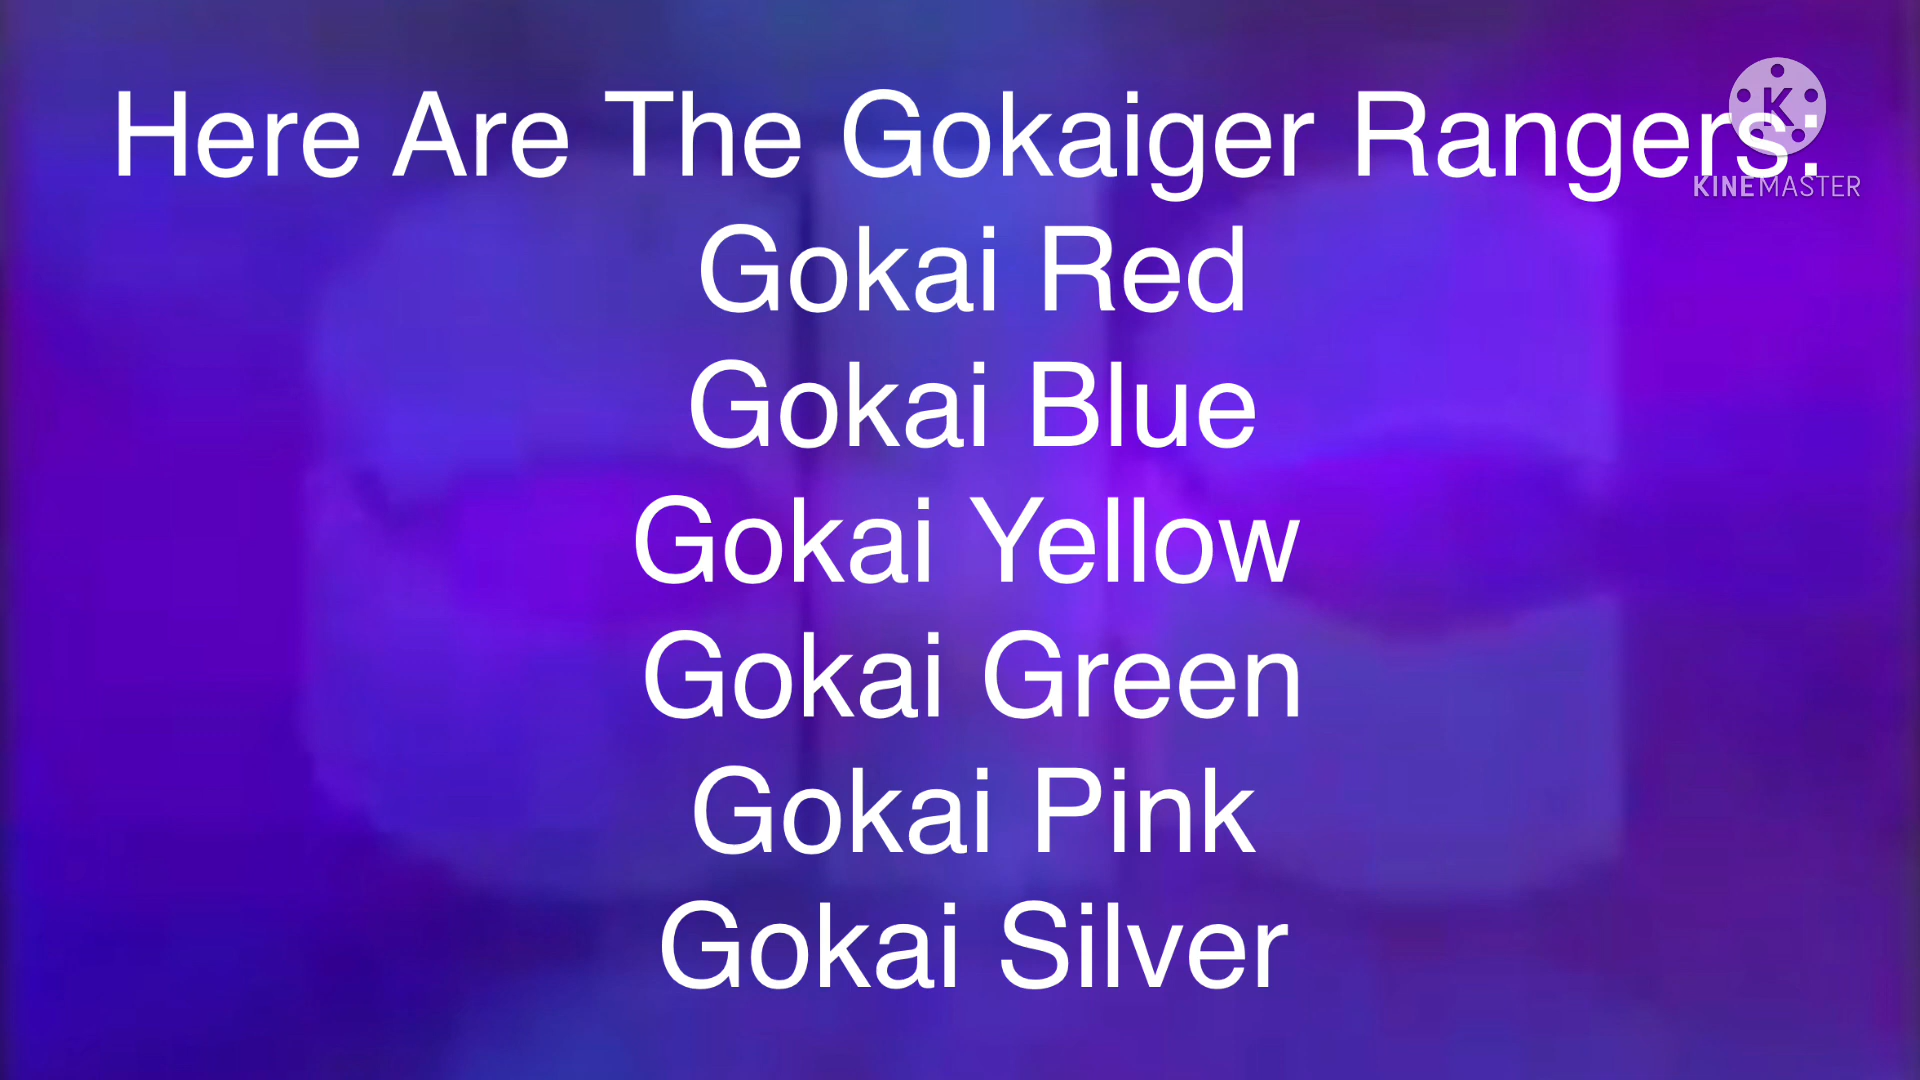 Here Are The Gokaiger Rangers:
KINEMASTER
Gokai Red
Gokai Blue
Gokai Yellow
Gokai Green
Gokai Pink
Gokai Silver